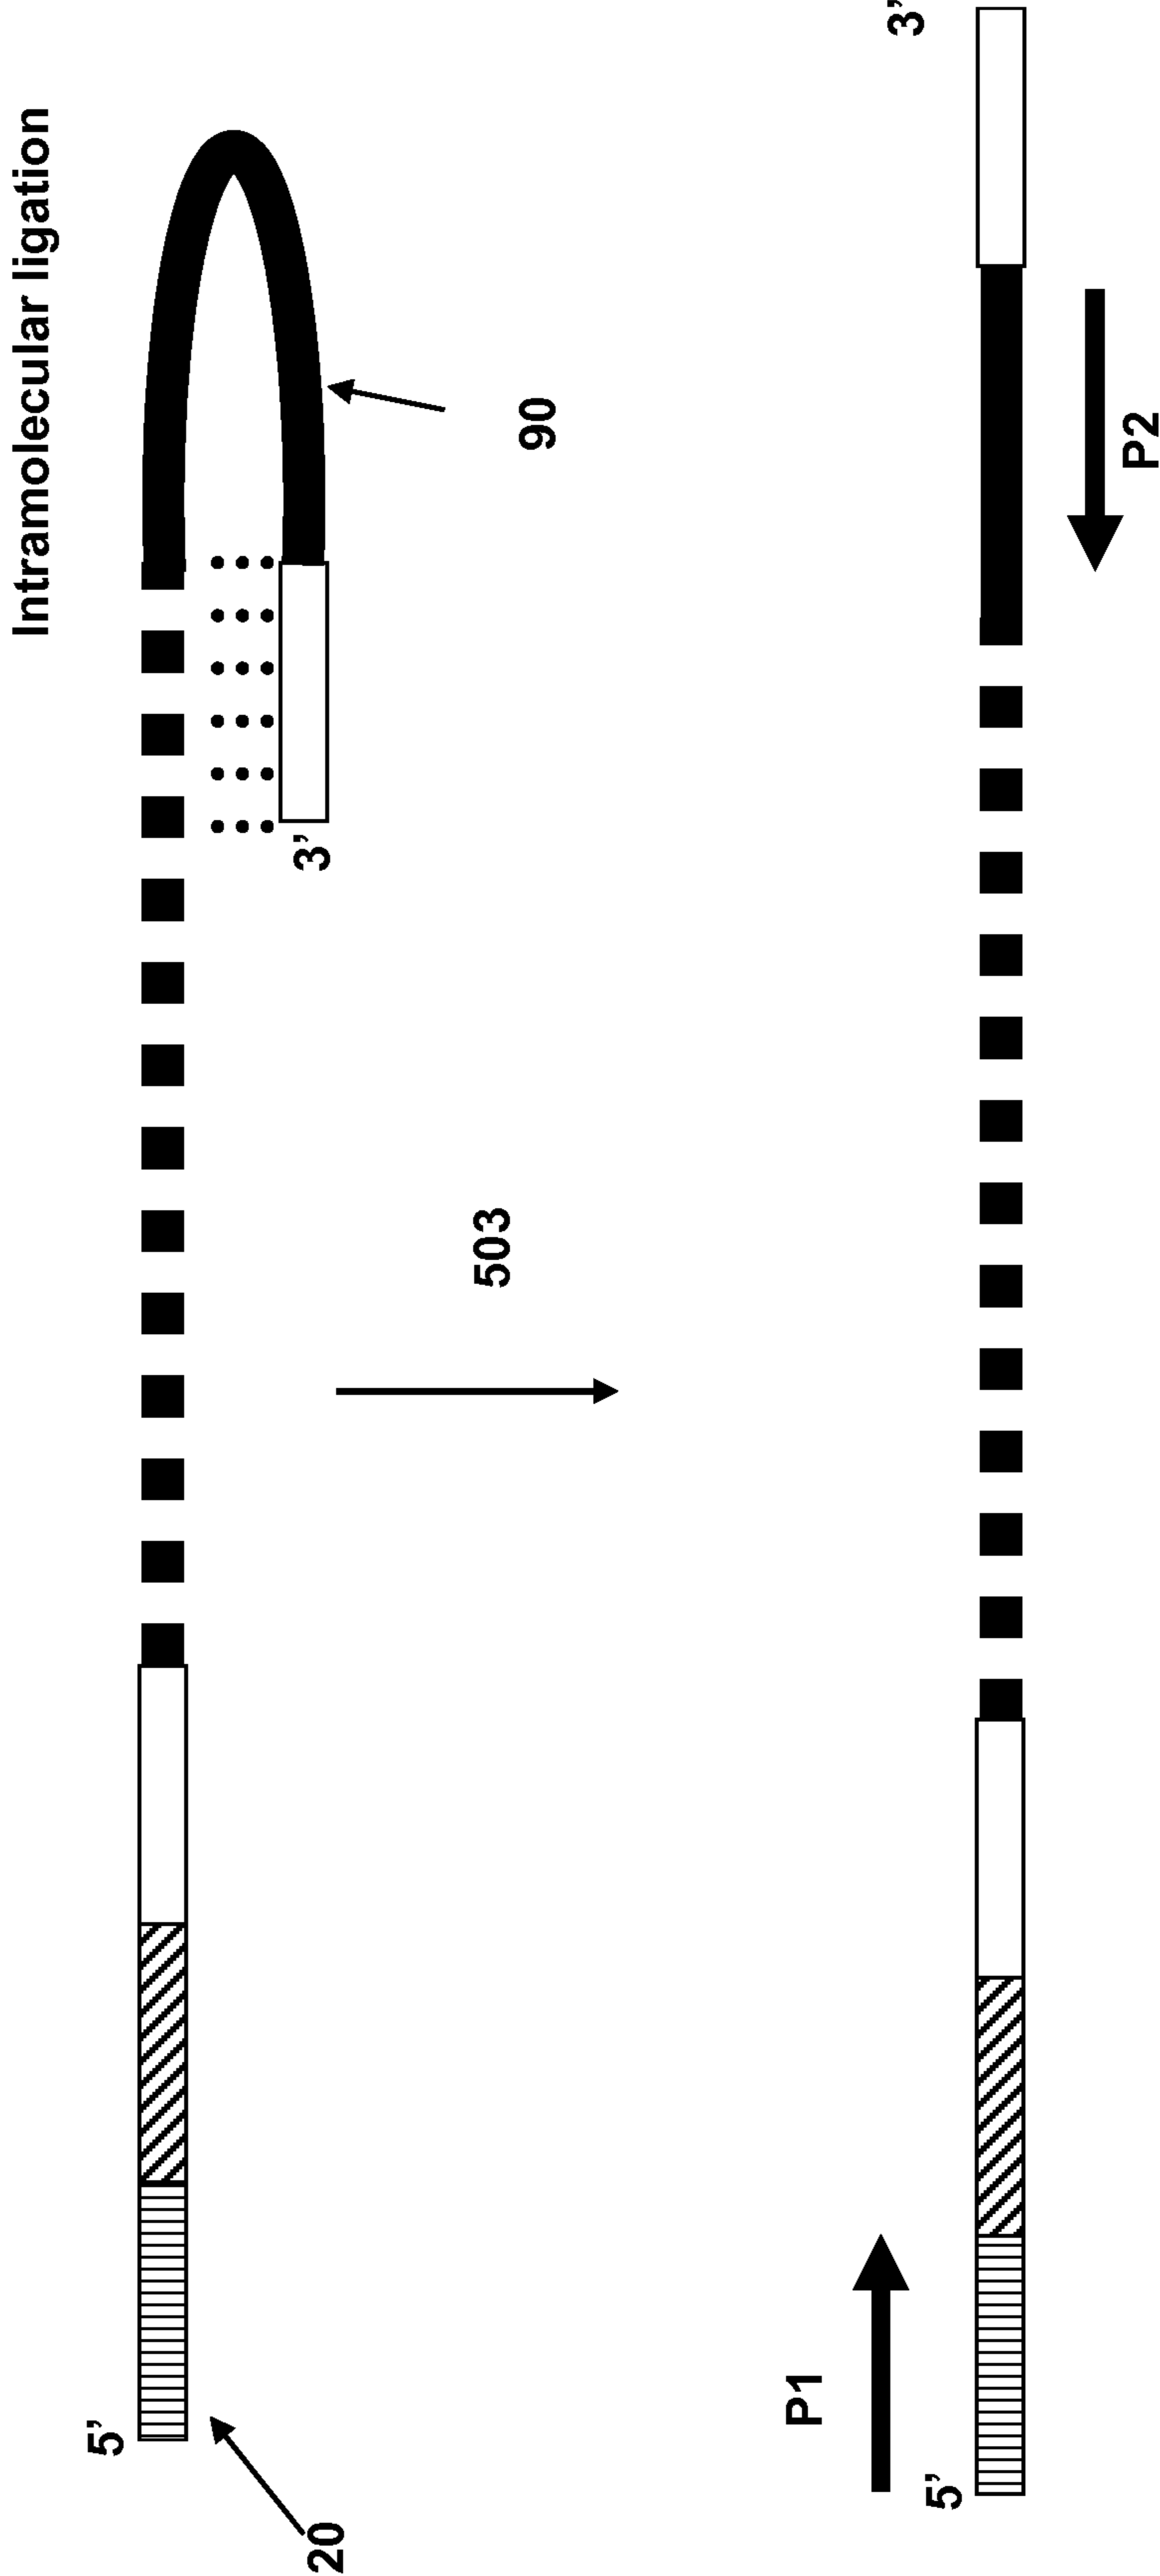 Intramolecular ligation
5’
20
3’
90
503
P1
5’
3’
P2